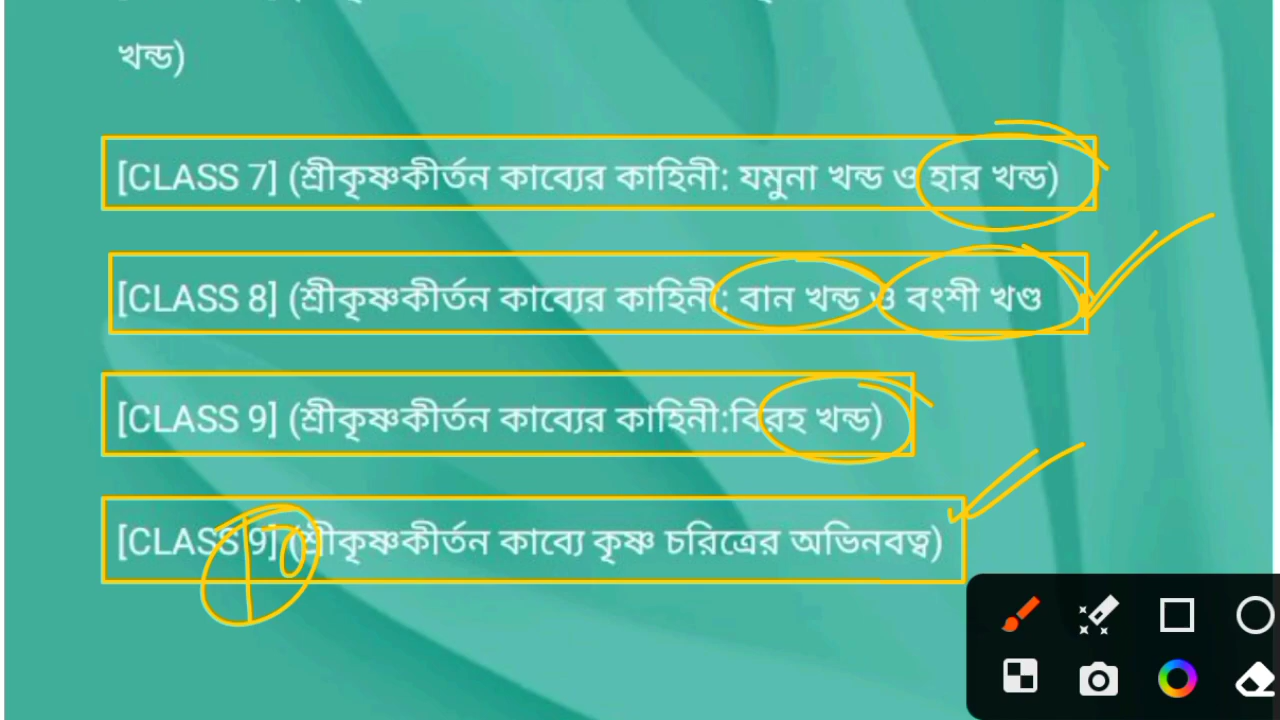 খন্ড)
[CLASS 7] (শ্রীকৃষ্ণকীর্তন কাব্যের কাহিনী: যমুনা খন্ড ও হার খন্ড)
[CLASS 8] (শ্রীকৃষ্ণকীর্তন কাব্যের কাহিনী: বান খন্ড ও বংশী খণ্ড
[CLASS 9] (শ্রীকৃষ্ণকীর্তন কাব্যের কাহিনী:বিরহ খন্ড)
[CLASS 9] (শ্রীকৃষ্ণকীর্তন কাব্যে কৃষ্ণ চরিত্রের অভিনবত্ব)
10